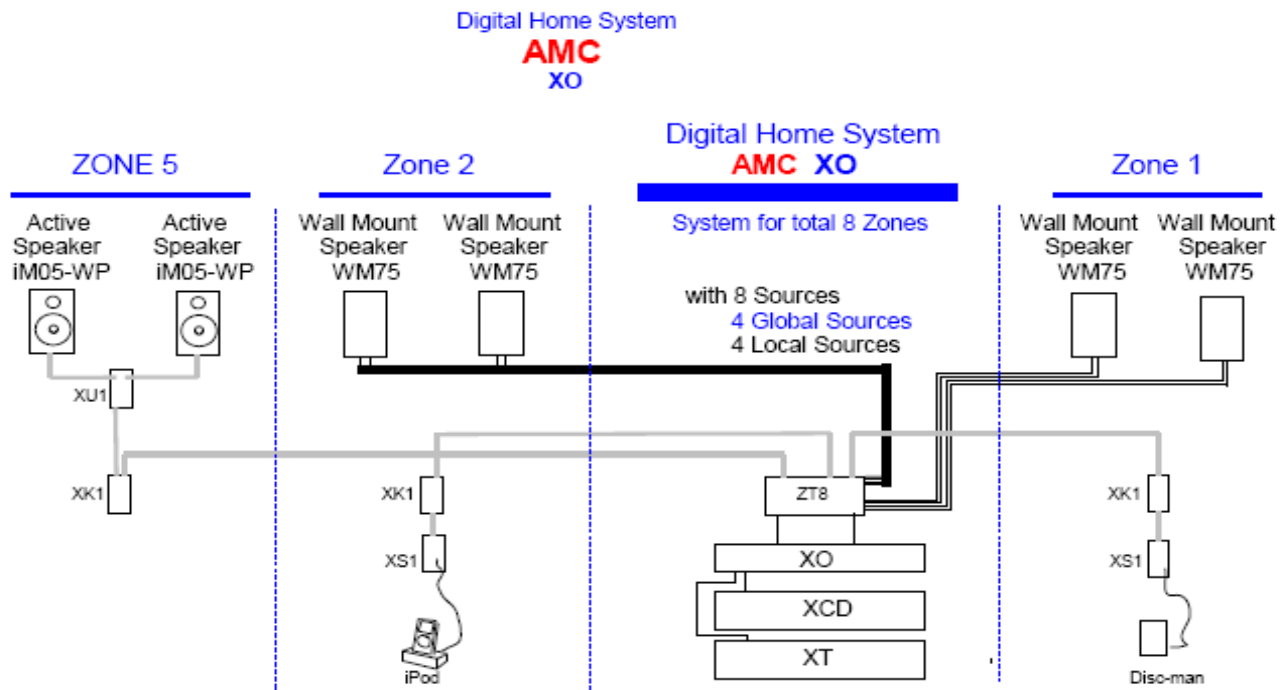 Digital Home System
AMC
XO
Digital Home System
AMC XO
ZONE 5
Zone 2
Zone 1
System for total 8 Zones
with 8 Sources
4 Global Sources
4 Local Sources
Active
Speaker
iM05-WP
Active
Speaker
iM05-WP
Wall Mount
Speaker
WM75
Wall Mount
Speaker
WM75
Wall Mount
Speaker
WM75
Wall Mount
Speaker
WM75
XU1
XK1
XK1
ZT8
XK1
XS1
XO
XS1
XCD
XT
iPod
Disc-man